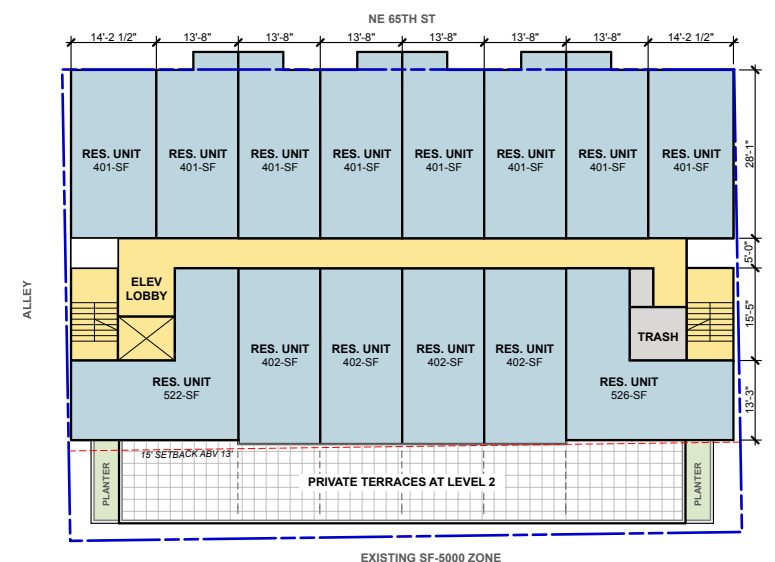 NE 65TH ST
14'-2 1/2" 13'-8" 13'-8" 13'-8" 13'-8" 13'-8" 13'-8" 14'-2 1/2"
RES. UNIT RES. UNIT RES. UNIT RES. UNIT RES. UNIT RES. UNIT RES. UNIT RES. UNIT
401-SF 401-SF 401-SF 401-SF 401-SF 401-SF 401-SF 401-SF
28'-1"
5'-0"
ALLEY
ELEV
LOBBY
15'-5"
TRASH
RES. UNIT RES. UNIT RES. UNIT RES. UNIT
402-SF 402-SF 402-SF 402-SF
RES. UNIT RES. UNIT
522-SF 526-SF
13'-3"
15' SETBACK ABV 13'
PLANTER
PRIVATE TERRACES AT LEVEL 2
PLANTER
EXISTING SF-5000 ZONE